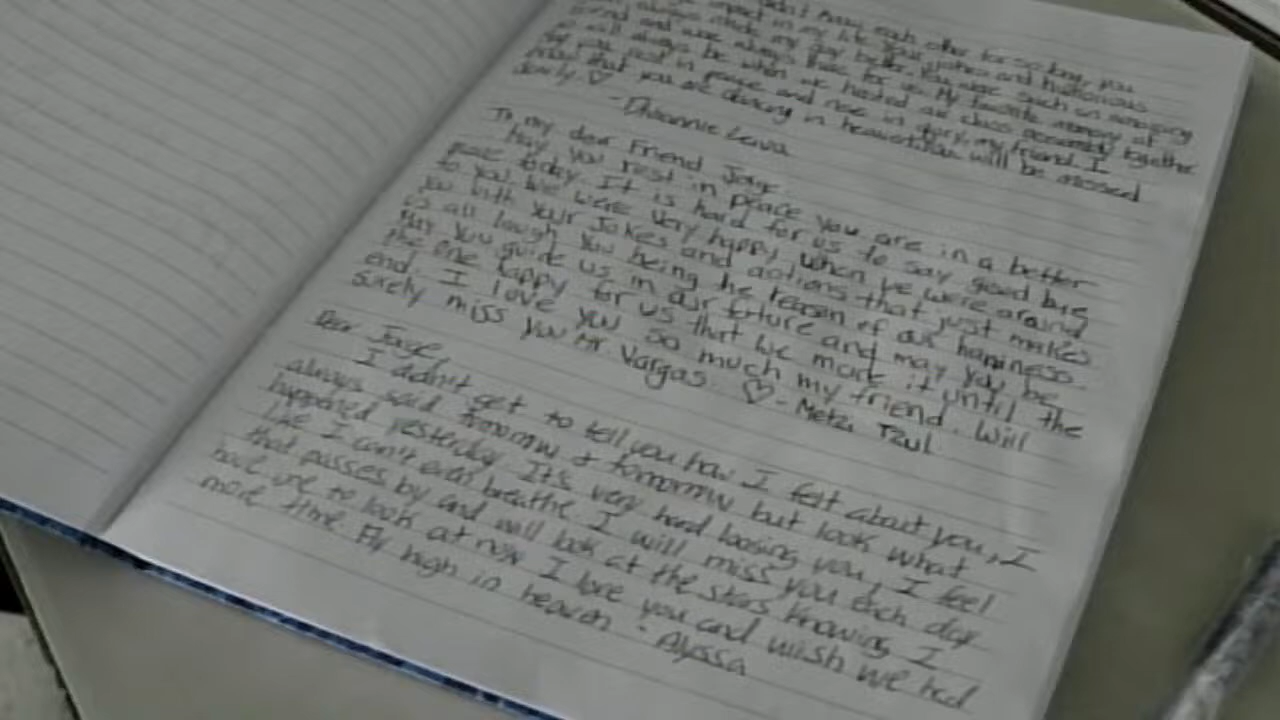 didn't know each other for so long, you
impact in my life. Your jokes and hilarious
always made my day better. You were such an amazing
friend and were always there for us. My favorite memory of
will always be when we hosted air class assembly together
you. Rest in peace and rise in glory, my friend. I
know that you are dancing in heaven. You will be missed
dearly ♡
- Dhannie Leiva
To my dear Friend Jorge
May you rest in peace you are in a better
place today. It is hard for us to say good bye
to you. We were very happy when we were around
you with your Jokes and actions that just makes
us all laugh. You being the reason of our happiness.
May you guide us in our future and may you be
the one happy for us that we made it until the
end. I love you so much my friend. Will
surely miss you Mr. Vargas ♡ - Metzi Tzul.
Dear Jorge,
I didn't get to tell you how I felt about you, I
always said tomorrow & tomorrow but look what
happened yesterday. It's very hard loosing you, I feel
like I can't even breathe. I will miss you each day
that passes by and will look at the stars knowing I
have one to look at now. I love you and wish we had
more time. Fly high in heaven - Alyssa